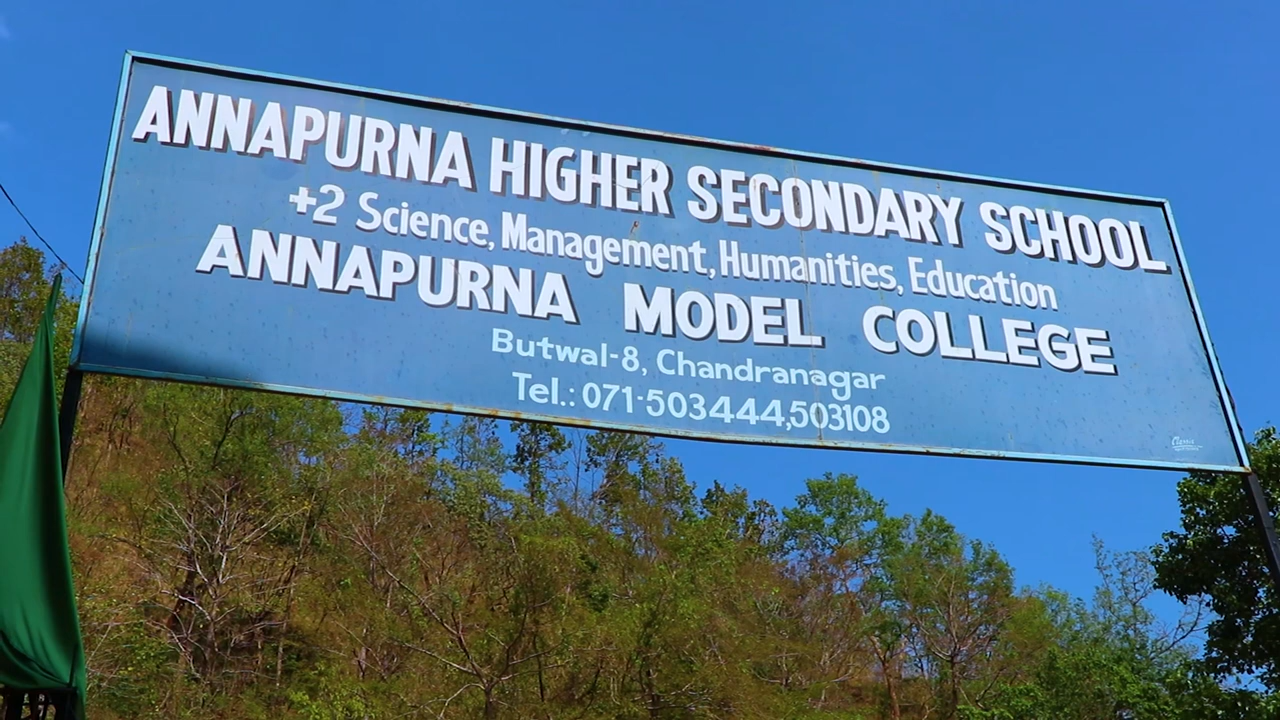 ANNAPURNA HIGHER SECONDARY SCHOOL
+2 Science, Management, Humanities, Education
ANNAPURNA MODEL COLLEGE
Butwal-8, Chandranagar
Tel.: 071-503444,503108
Classic